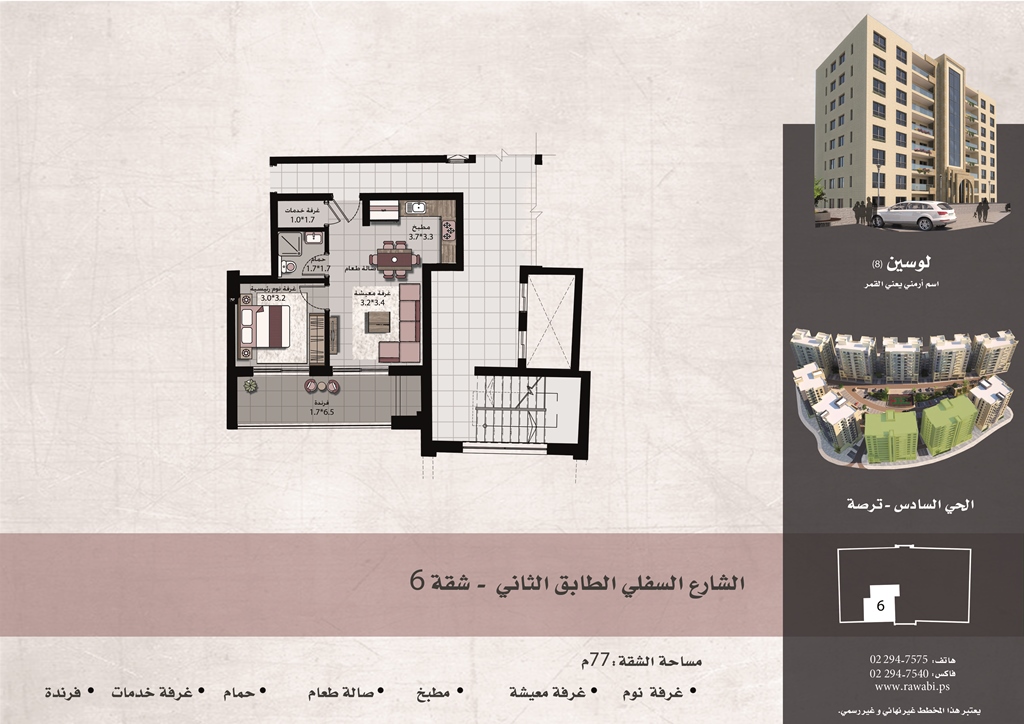 غرفة خدمات
1.0*1.7
مطبخ
3.7*3.3
حمام
1.7*1.7
صالة طعام
غرفة نوم رئيسية
3.0*3.2
غرفة معيشة
3.2*3.4
فرندة
1.7*6.5
لوسين (8)
اسم أرمني يعني القمر
الحي السادس - ترصة
6
هاتف: 02 294-7575
فاكس: 02 294-7540
www.rawabi.ps
يعتبر هذا المخطط غير نهائي و غير رسمي.
الشارع السفلي الطابق الثاني - شقة 6
مساحة الشقة: 77م
• غرفة نوم • غرفة معيشة • مطبخ • صالة طعام • حمام • غرفة خدمات • فرندة